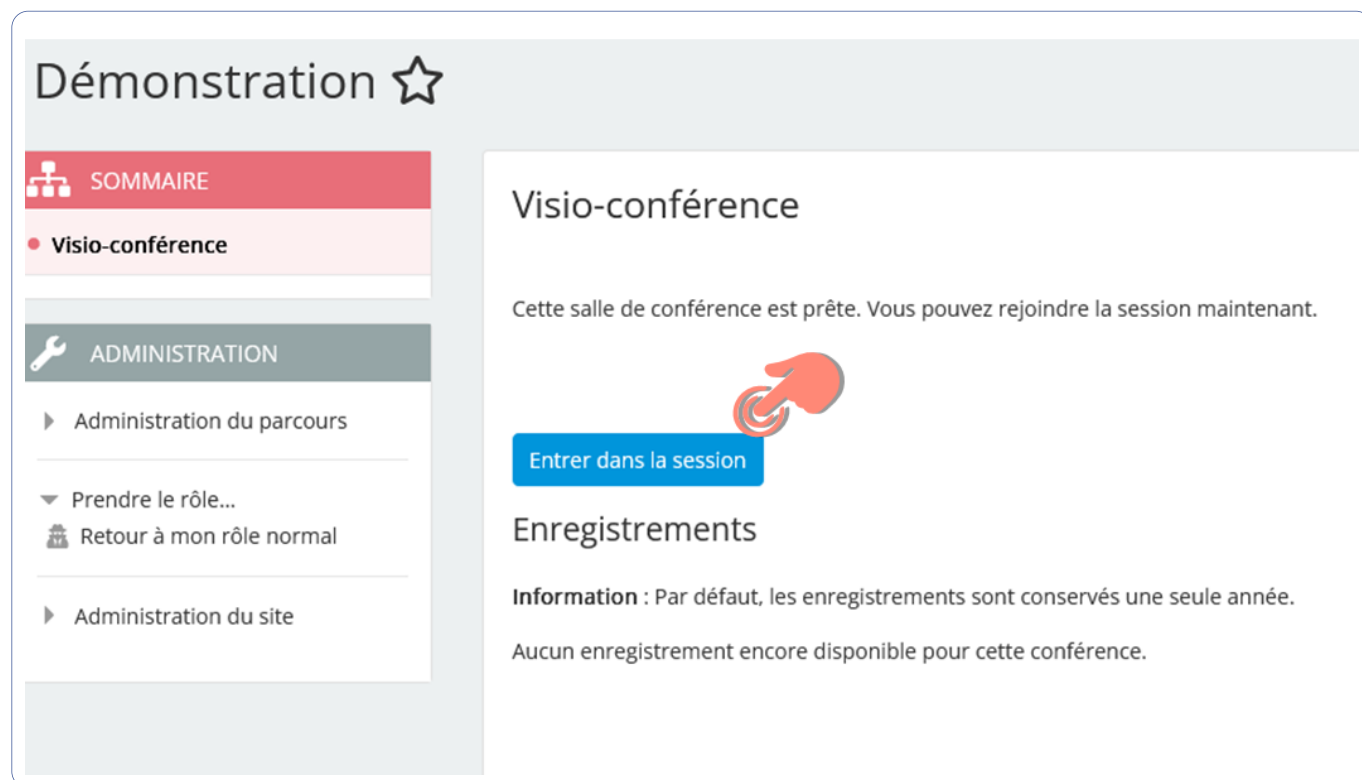 Démonstration
SOMMAIRE
Visio-conférence
ADMINISTRATION
Administration du parcours
Prendre le rôle...
Retour à mon rôle normal
Administration du site
Visio-conférence
Cette salle de conférence est prête. Vous pouvez rejoindre la session maintenant.
Entrer dans la session
Enregistrements
Information : Par défaut, les enregistrements sont conservés une seule année.
Aucun enregistrement encore disponible pour cette conférence.